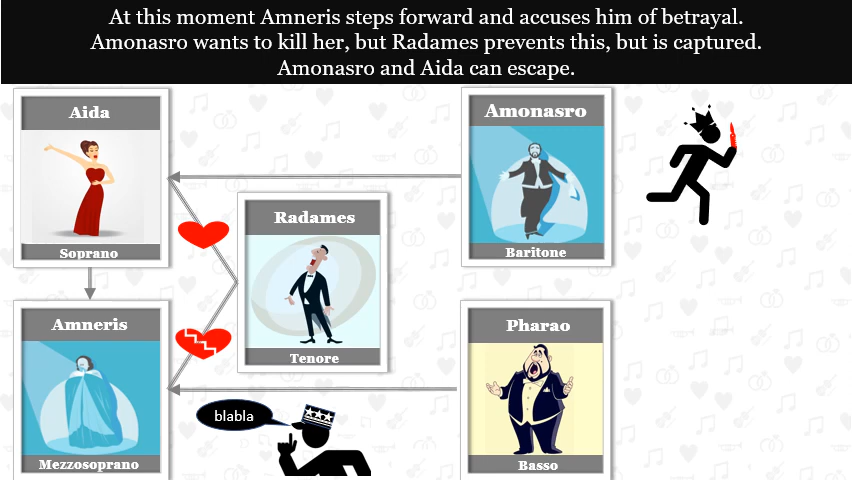 At this moment Amneris steps forward and accuses him of betrayal.
Amonasro wants to kill her, but Radames prevents this, but is captured.
Amonasro and Aida can escape.
Aida
Soprano
Amonasro
Baritone
Radames
Tenore
Amneris
Mezzosoprano
Pharao
Basso
blabla